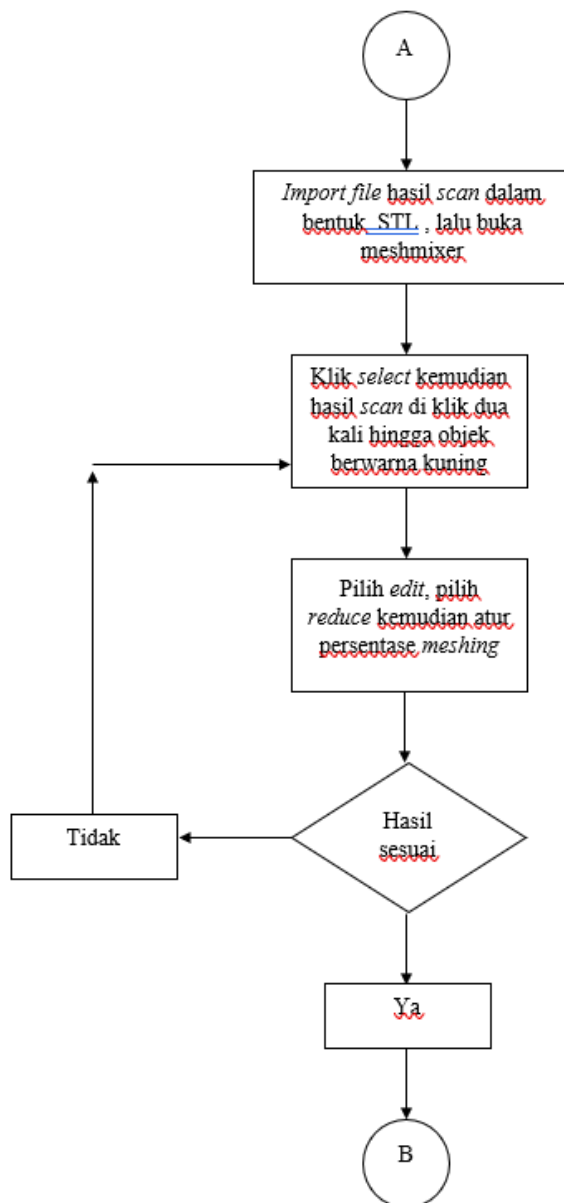 A
Import file hasil scan dalam
bentuk STL , lalu buka
meshmixer
Klik select kemudian
hasil scan di klik dua
kali hingga objek
berwarna kuning
Pilih edit, pilih
reduce kemudian atur
persentase meshing
Hasil
sesuai
Tidak
Ya
B